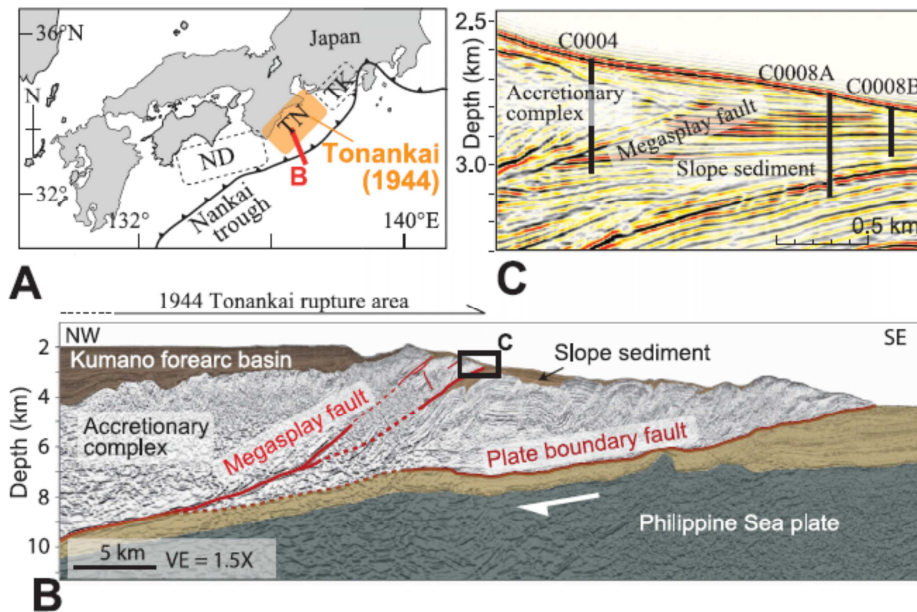 36°N
Japan
N
TK
TN
ND
Tonankai
(1944)
B
32°
132°
Nankai
trough
140°E
A
2.5
3.0
Depth (km)
C0004
C0008A
C0008B
Accretionary
complex
Megasplay fault
Slope sediment
0.5 km
C
1944 Tonankai rupture area
NW
SE
C
2
4
6
8
10
Depth (km)
Kumano forearc basin
Slope sediment
Accretionary
complex
Megasplay fault
Plate boundary fault
Philippine Sea plate
5 km
VE = 1.5X
B